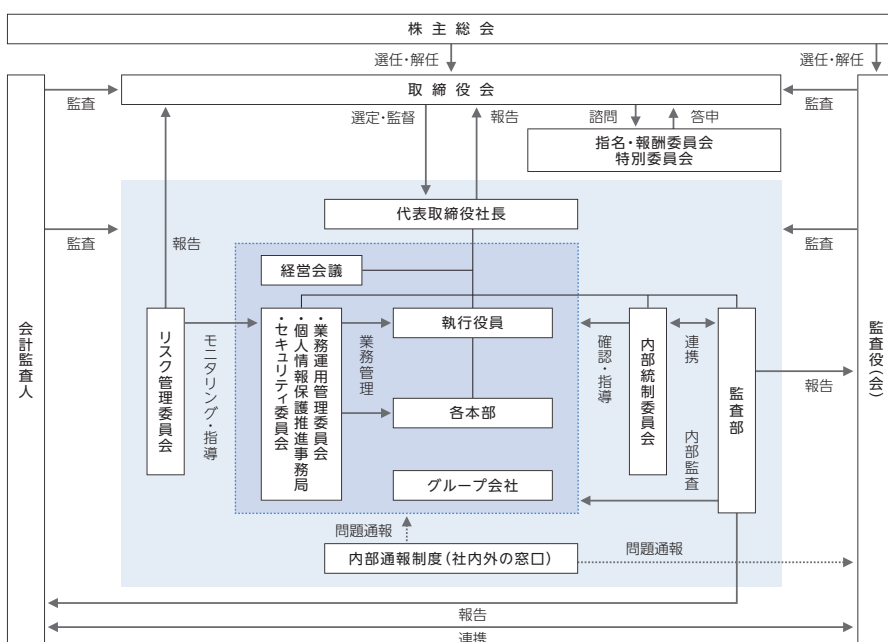 株主総会
選任・解任
選任・解任
取締役会
監査
監査
選定・監督
報告
諮問
答申
指名・報酬委員会
特別委員会
代表取締役社長
監査
監査
報告
経営会議
会計監査人
リスク管理委員会
モニタリング・指導
・業務運用管理委員会
・個人情報保護推進事務局
・セキュリティ委員会
業務管理
執行役員
各本部
グループ会社
確認・指導
内部統制委員会
連携
内部監査
監査部
報告
監査役(会)
問題通報
内部通報制度(社内外の窓口)
問題通報
報告
連携